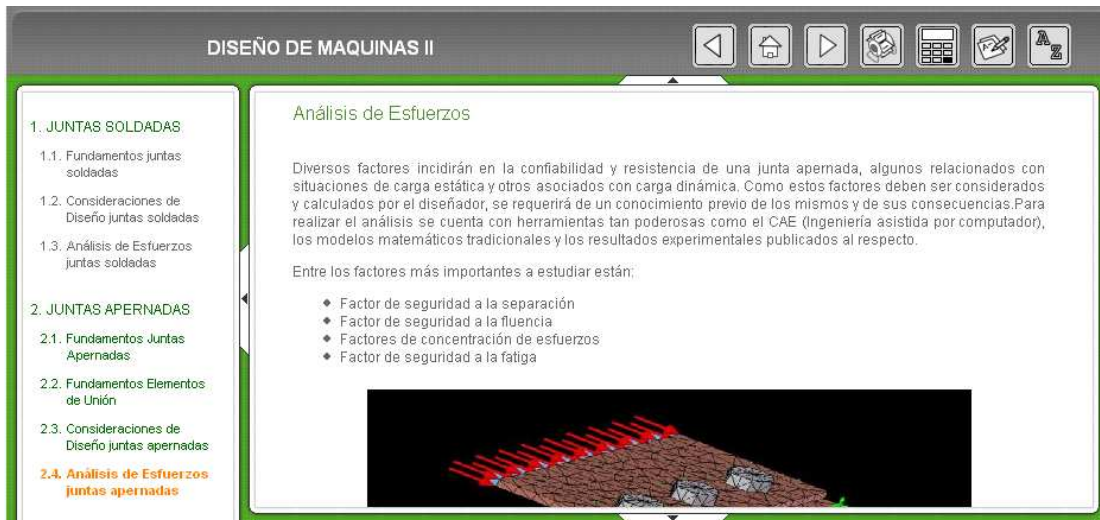 DISEÑO DE MAQUINAS II
A
Z
1. JUNTAS SOLDADAS
1.1. Fundamentos juntas
soldadas
1.2. Consideraciones de
Diseño juntas soldadas
1.3. Análisis de Esfuerzos
juntas soldadas
2. JUNTAS APERNADAS
2.1. Fundamentos Juntas
Apernadas
2.2. Fundamentos Elementos
de Unión
2.3. Consideraciones de
Diseño juntas apernadas
2.4. Análisis de Esfuerzos
juntas apernadas
Análisis de Esfuerzos
Diversos factores incidirán en la confiabilidad y resistencia de una junta apernada, algunos relacionados con
situaciones de carga estática y otros asociados con carga dinámica. Como estos factores deben ser considerados
y calculados por el diseñador, se requerirá de un conocimiento previo de los mismos y de sus consecuencias.Para
realizar el análisis se cuenta con herramientas tan poderosas como el CAE (Ingeniería asistida por computador),
los modelos matemáticos tradicionales y los resultados experimentales publicados al respecto.
Entre los factores más importantes a estudiar están:
◆ Factor de seguridad a la separación
◆ Factor de seguridad a la fluencia
◆ Factores de concentración de esfuerzos
◆ Factor de seguridad a la fatiga